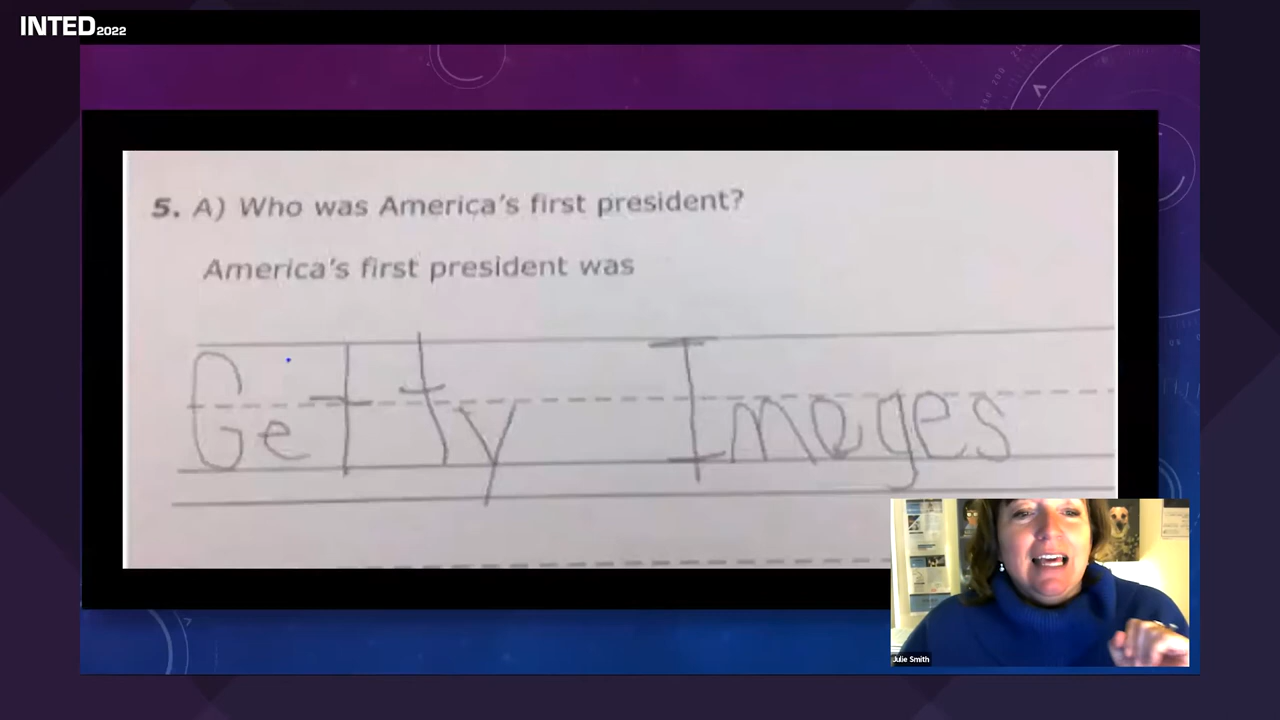 INTED2022
5. A) Who was America's first president?
America's first president was
Getty Images
Julie Smith